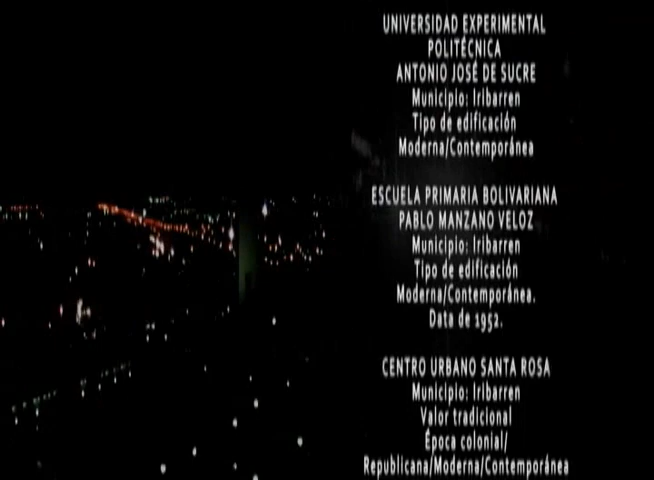 UNIVERSIDAD EXPERIMENTAL
POLITÉCNICA
ANTONIO JOSÉ DE SUCRE
Municipio: Iribarren
Tipo de edificación
Moderna/Contemporánea
ESCUELA PRIMARIA BOLIVARIANA
PABLO MANZANO VELOZ
Municipio: Iribarren
Tipo de edificación
Moderna/Contemporánea.
Data de 1952.
CENTRO URBANO SANTA ROSA
Municipio: Iribarren
Valor tradicional
Época colonial/
Republicana/Moderna/Contemporánea